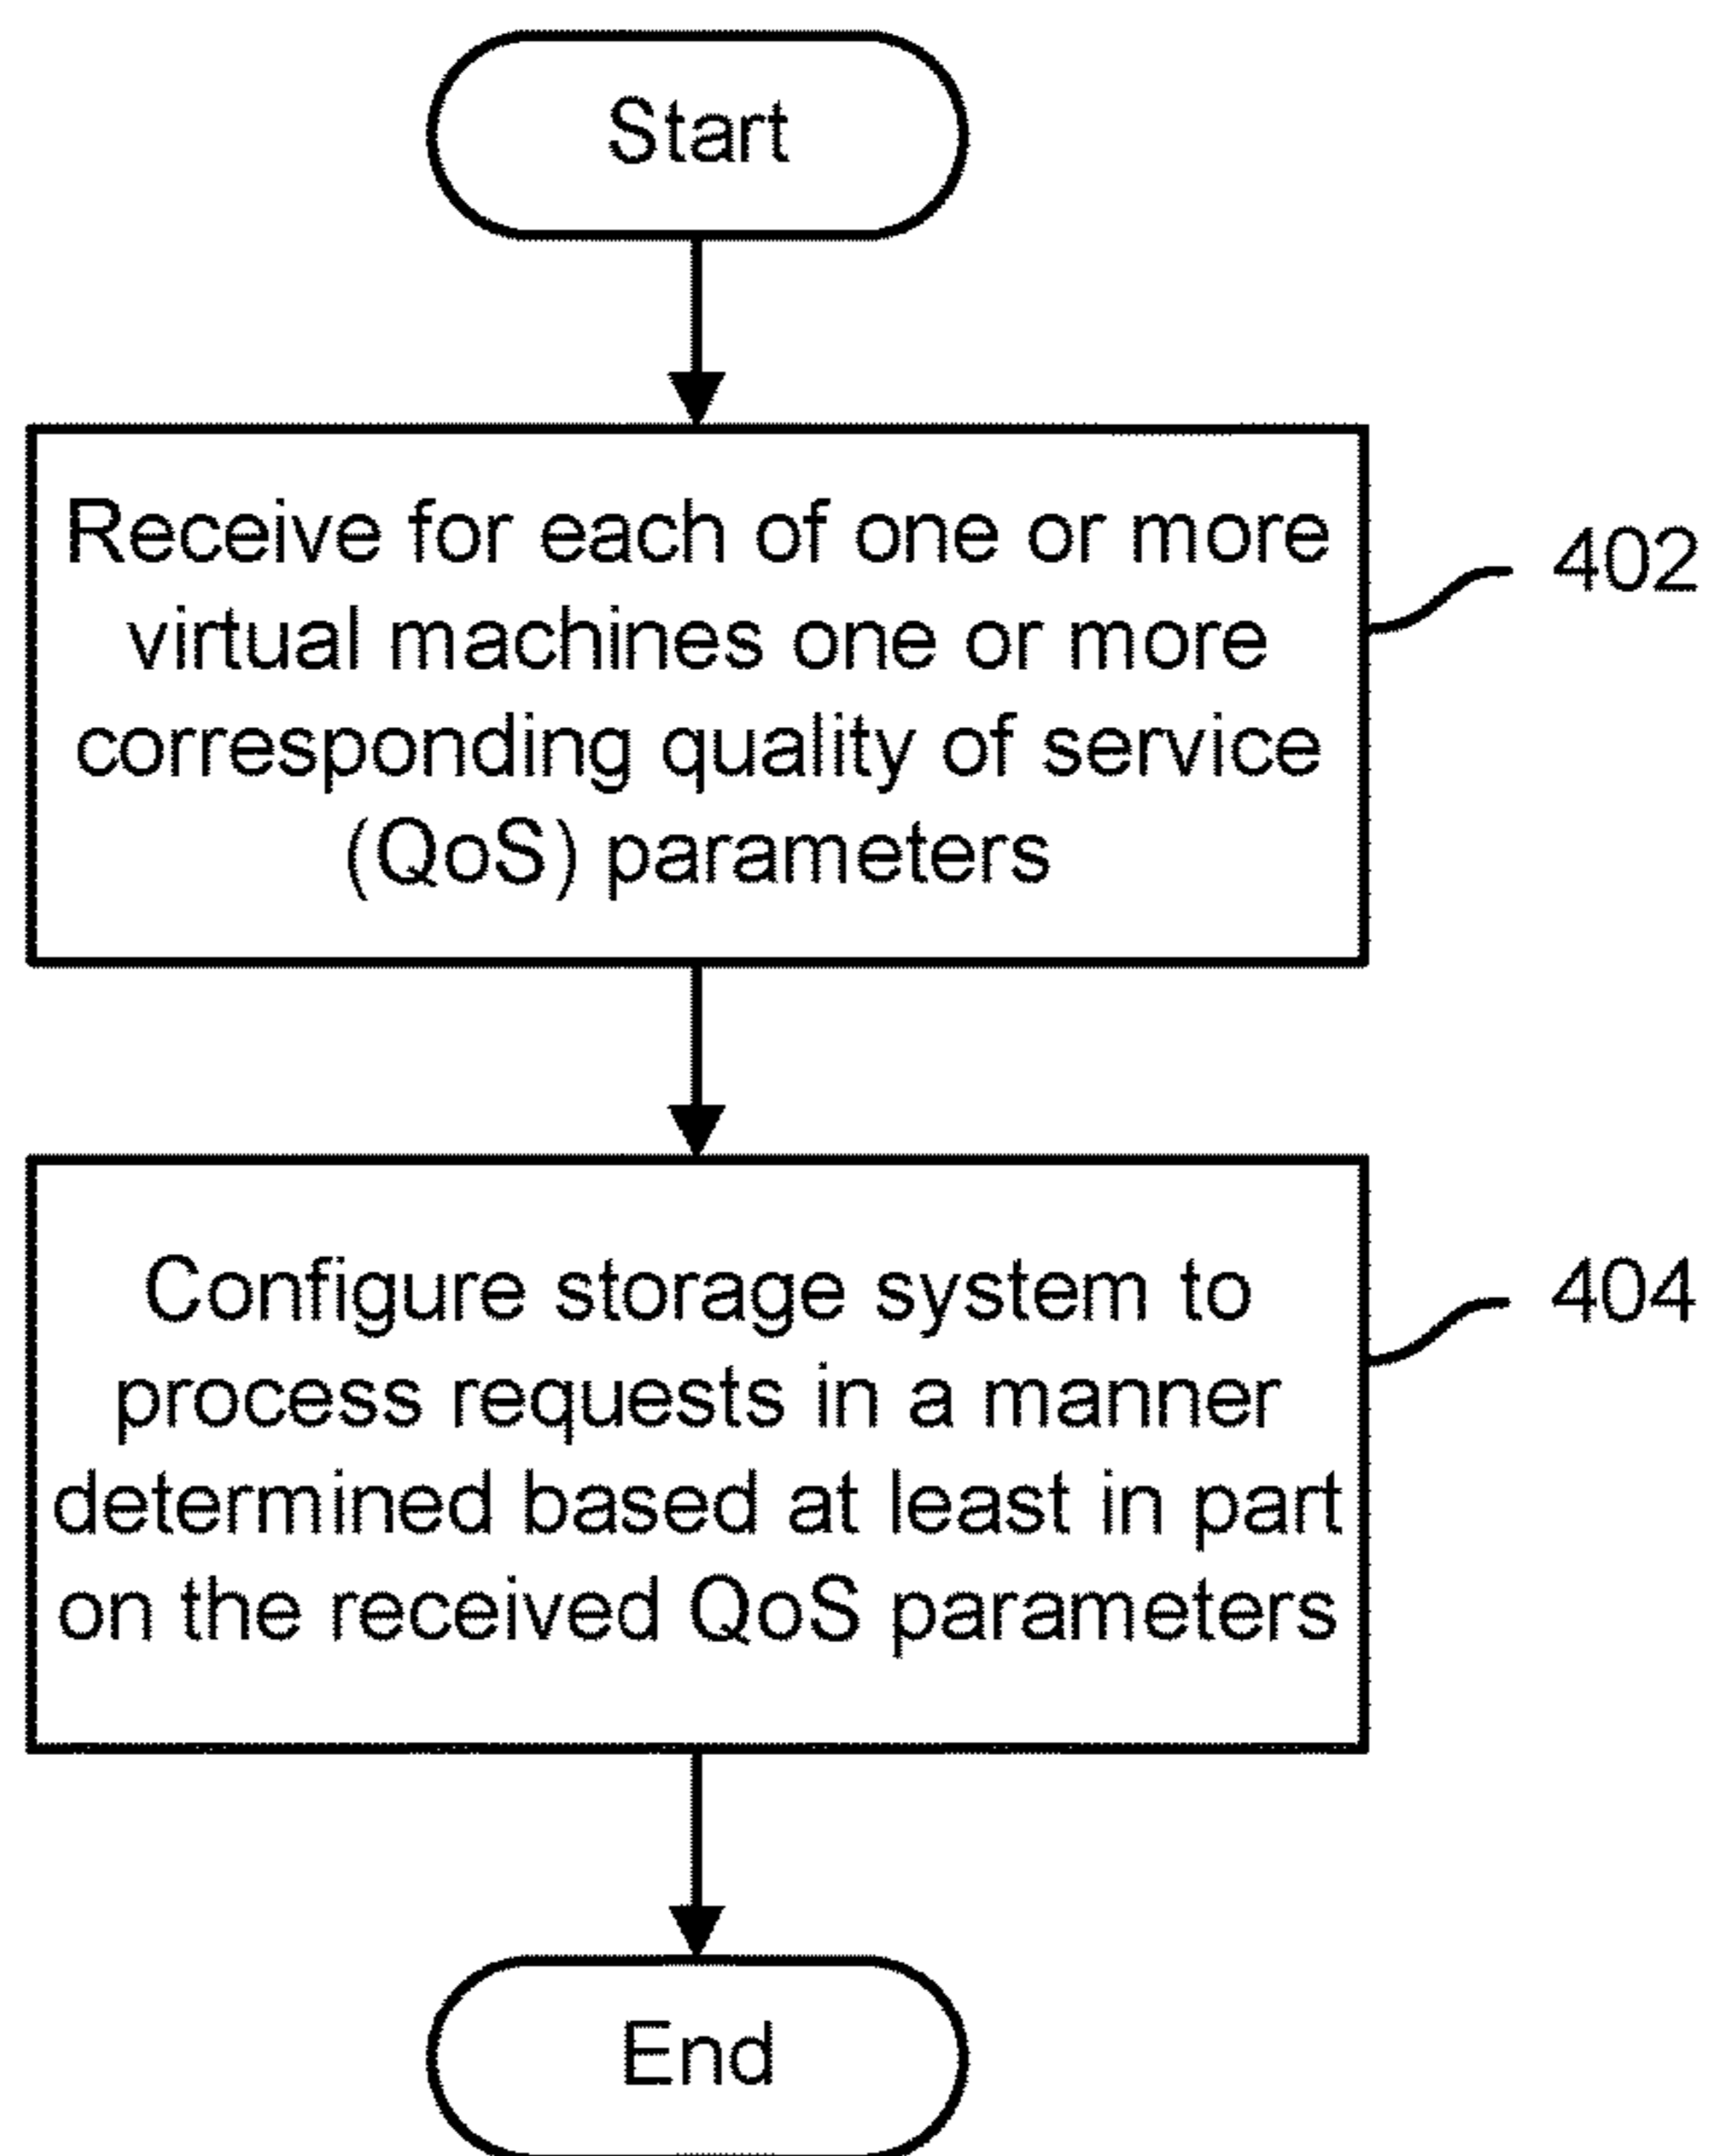 Start
Receive for each of one or more
virtual machines one or more
corresponding quality of service
(QoS) parameters
402
Configure storage system to
process requests in a manner
determined based at least in part
on the received QoS parameters
404
End